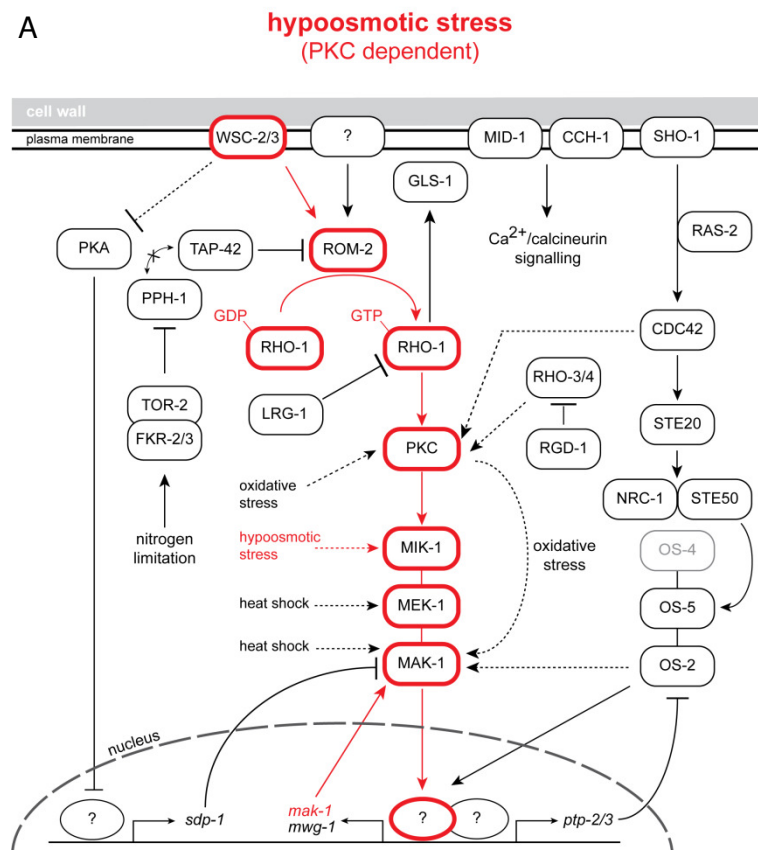 A
hypoosmotic stress
(PKC dependent)
cell wall
plasma membrane
WSC-2/3
?
MID-1
CCH-1
SHO-1
GLS-1
RAS-2
PKA
TAP-42
ROM-2
Ca2+/calcineurin
signalling
PPH-1
GDP
GTP
RHO-1
RHO-1
CDC42
TOR-2
FKR-2/3
LRG-1
RHO-3/4
STE20
PKC
RGD-1
oxidative
stress
nitrogen
limitation
NRC-1
STE50
hypoosmotic
stress
MIK-1
oxidative
stress
OS-4
heat shock
MEK-1
OS-5
heat shock
MAK-1
OS-2
nucleus
?
sdp-1
mak-1
mwg-1
?
?
ptp-2/3